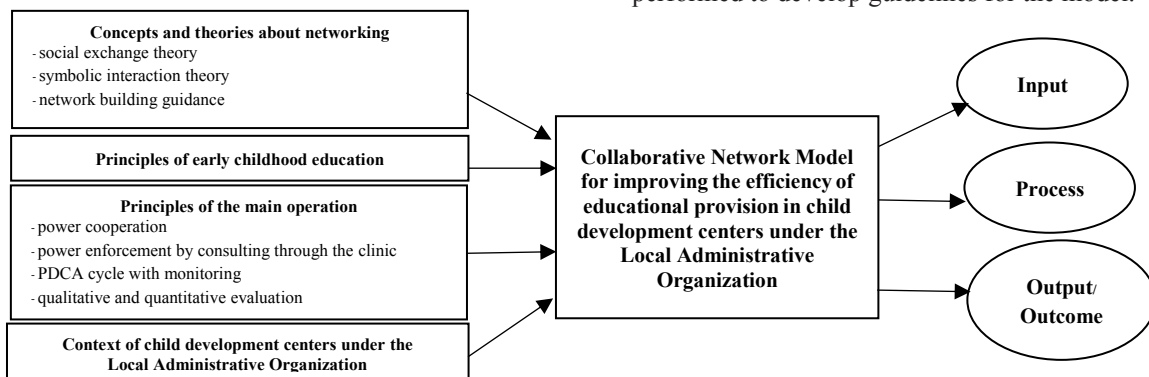 performed to develop guidelines for the model.
Concepts and theories about networking
- social exchange theory
- symbolic interaction theory
- network building guidance
Principles of early childhood education
Principles of the main operation
- power cooperation
- power enforcement by consulting through the clinic
- PDCA cycle with monitoring
- qualitative and quantitative evaluation
Context of child development centers under the
Local Administrative Organization
Collaborative Network Model
for improving the efficiency of
educational provision in child
development centers under the
Local Administrative
Organization
Input
Process
Output/
Outcome